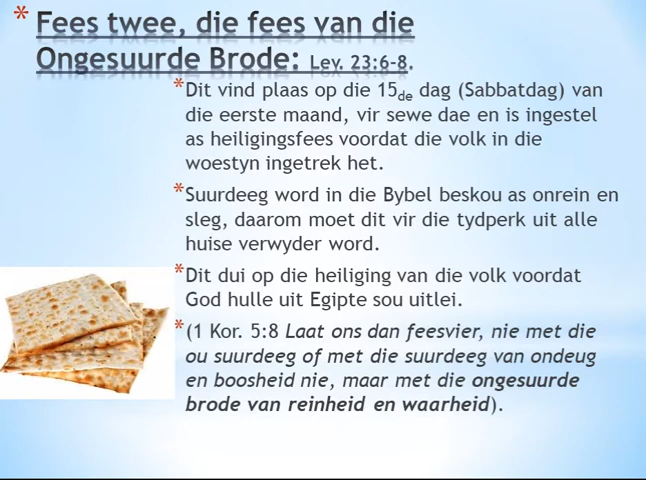 * Fees twee, die fees van die
Ongesuurde Brode: Lev. 23:6-8.
* Dit vind plaas op die 15de dag (Sabbatdag) van
die eerste maand, vir sewe dae en is ingestel
as heiligingsfees voordat die volk in die
woestyn ingetrek het.
* Suurdeeg word in die Bybel beskou as onrein en
sleg, daarom moet dit vir die tydperk uit alle
huise verwyder word.
* Dit dui op die heiliging van die volk voordat
God hulle uit Egipte sou uitlei.
* (1 Kor. 5:8 Laat ons dan feesvier, nie met die
ou suurdeeg of met die suurdeeg van ondeug
en boosheid nie, maar met die ongesuurde
brode van reinheid en waarheid).